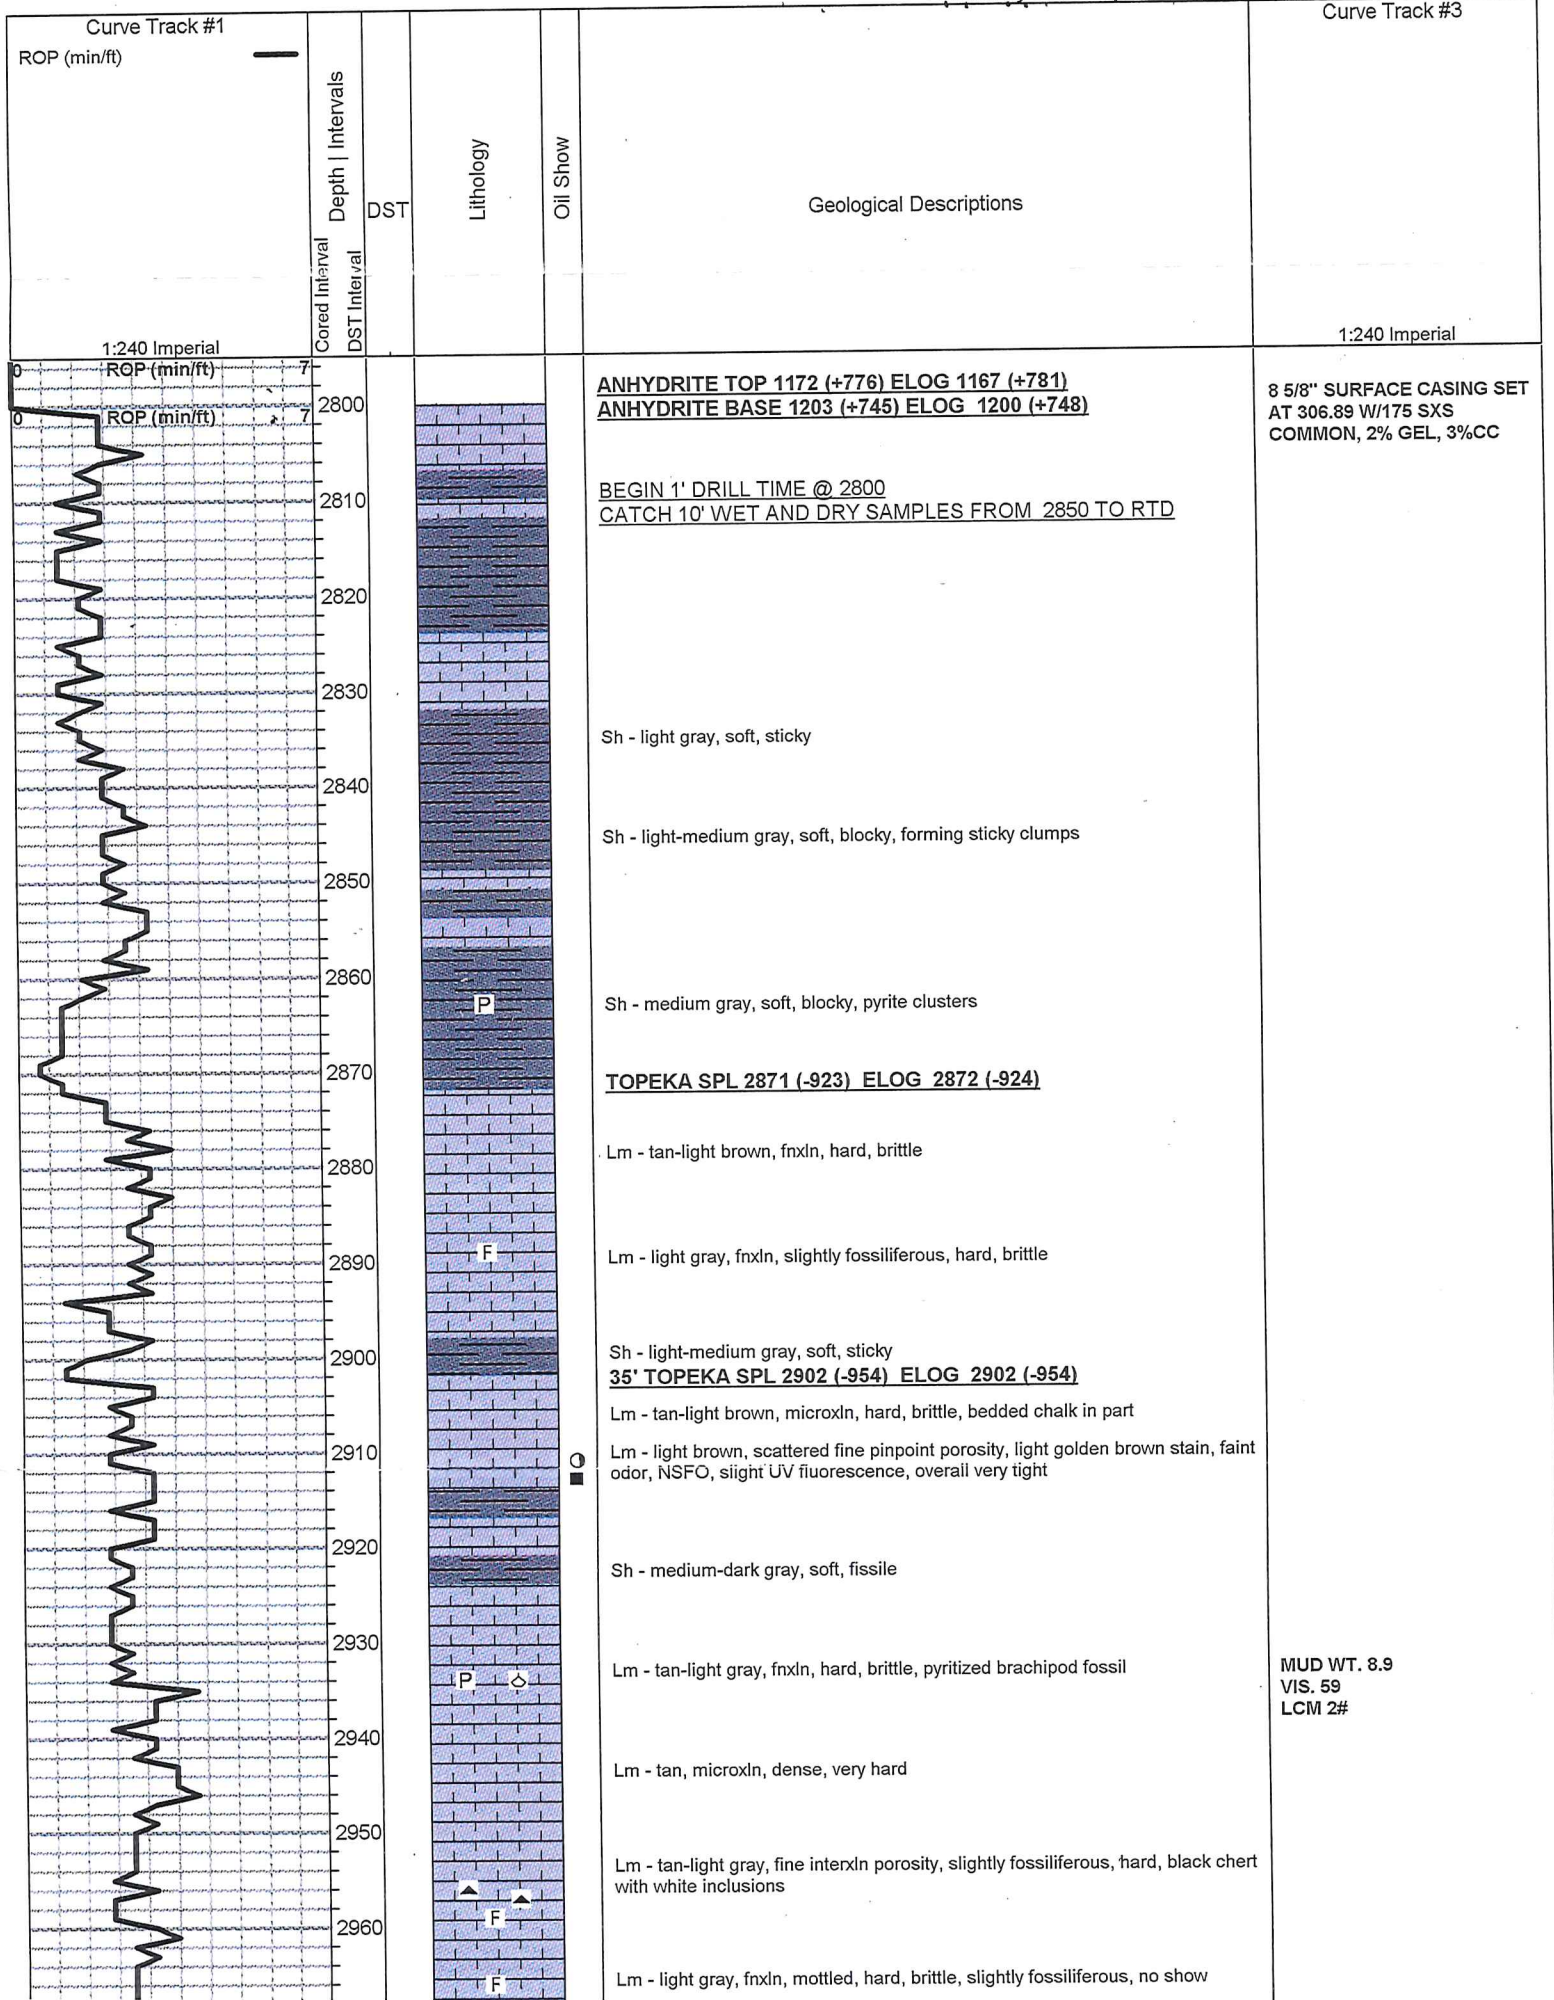 Curve Track #1
ROP (min/ft)
1:240 Imperial
Cored Interval
DST Interval
Depth | Intervals
DST
Lithology
Oil Show
Geological Descriptions
Curve Track #3
1:240 Imperial
0 ROP (min/ft) 7
0 ROP (min/ft) 7
2800
2810
2820
2830
2840
2850
2860
2870
2880
2890
2900
2910
2920
2930
2940
2950
2960
P
F
P
F
F
ANHYDRITE TOP 1172 (+776) ELOG 1167 (+781)
ANHYDRITE BASE 1203 (+745) ELOG 1200 (+748)
BEGIN 1' DRILL TIME @ 2800
CATCH 10' WET AND DRY SAMPLES FROM 2850 TO RTD
Sh - light gray, soft, sticky
Sh - light-medium gray, soft, blocky, forming sticky clumps
Sh - medium gray, soft, blocky, pyrite clusters
TOPEKA SPL 2871 (-923) ELOG 2872 (-924)
Lm - tan-light brown, fnxln, hard, brittle
Lm - light gray, fnxln, slightly fossiliferous, hard, brittle
Sh - light-medium gray, soft, sticky
35' TOPEKA SPL 2902 (-954) ELOG 2902 (-954)
Lm - tan-light brown, microxln, hard, brittle, bedded chalk in part
Lm - light brown, scattered fine pinpoint porosity, light golden brown stain, faint
odor, NSFO, slight UV fluorescence, overall very tight
Sh - medium-dark gray, soft, fissile
Lm - tan-light gray, fnxln, hard, brittle, pyritized brachipod fossil
Lm - tan, microxln, dense, very hard
Lm - tan-light gray, fine interxln porosity, slightly fossiliferous, hard, black chert
with white inclusions
Lm - light gray, fnxln, mottled, hard, brittle, slightly fossiliferous, no show
8 5/8" SURFACE CASING SET
AT 306.89 W/175 SXS
COMMON, 2% GEL, 3%CC
MUD WT. 8.9
VIS. 59
LCM 2#